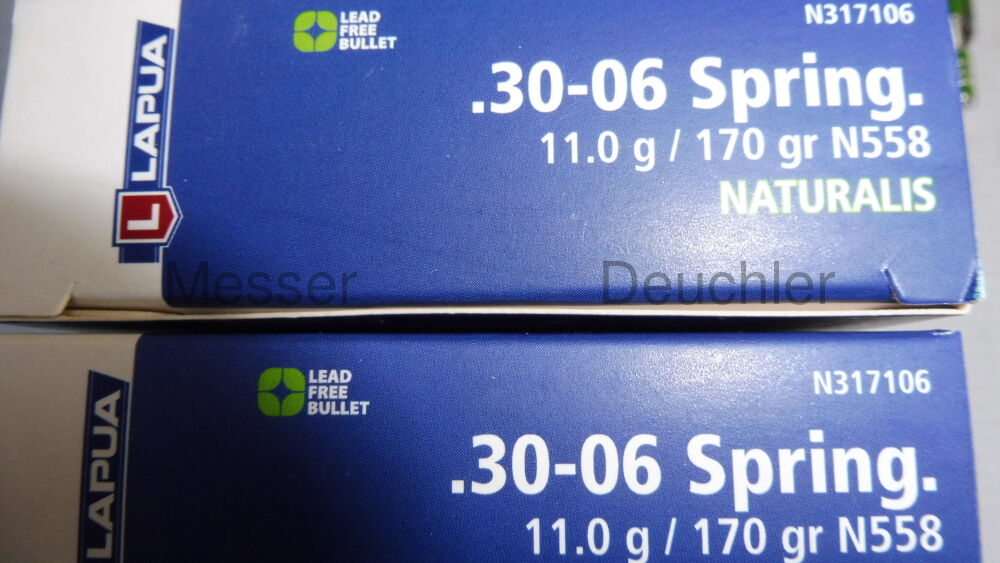 LEAD
FREE
BULLET
N317106
LAPUA
L
.30-06 Spring.
11.0 g / 170 gr N558
NATURALIS
Messer Deuchler
LEAD
FREE
BULLET
N317106
LAPUA
.30-06 Spring.
11.0 g / 170 gr N558